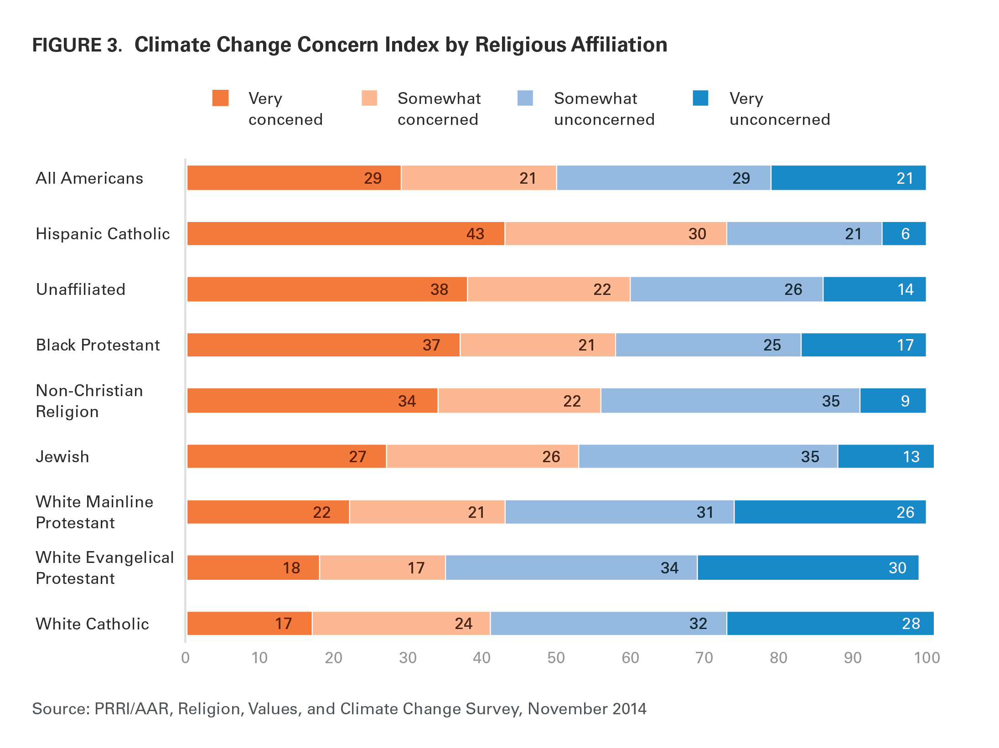 FIGURE 3. Climate Change Concern Index by Religious Affiliation
Very
concened
Somewhat
concerned
Somewhat
unconcerned
Very
unconcerned
All Americans 29 21 29 21
Hispanic Catholic 43 30 21 6
Unaffiliated 38 22 26 14
Black Protestant 37 21 25 17
Non-Christian
Religion
34 22 35 9
Jewish 27 26 35 13
White Mainline
Protestant
22 21 31 26
White Evangelical
Protestant
18 17 34 30
White Catholic 17 24 32 28
0 10 20 30 40 50 60 70 80 90 100
Source: PRRI/AAR, Religion, Values, and Climate Change Survey, November 2014